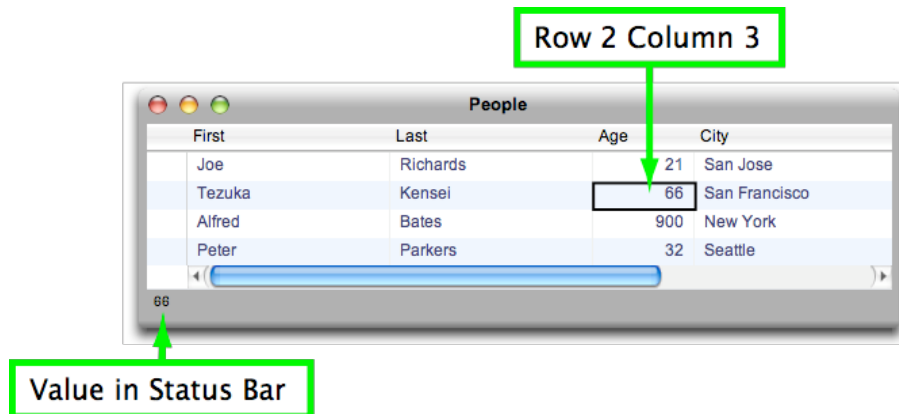 Row 2 Column 3
People
First Last Age City
Joe Richards 21 San Jose
Tezuka Kensei 66 San Francisco
Alfred Bates 900 New York
Peter Parkers 32 Seattle
66
Value in Status Bar